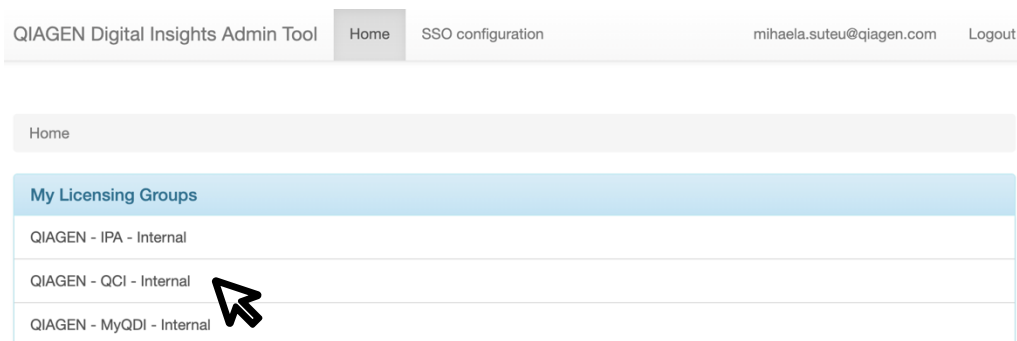 QIAGEN Digital Insights Admin Tool Home SSO configuration mihaela.suteu@qiagen.com Logout
Home
My Licensing Groups
QIAGEN - IPA - Internal
QIAGEN - QCI - Internal
QIAGEN - MyQDI - Internal